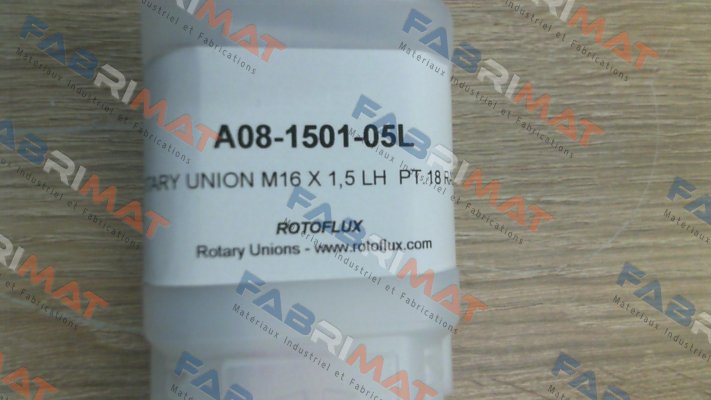 A08-1501-05L
TARY UNION M16 X 1,5 LH PT.18 R
ROTOFLUX
Rotary Unions - www.rotoflux.com
FABRIMAT
Materiaux Industriel et Fabrications